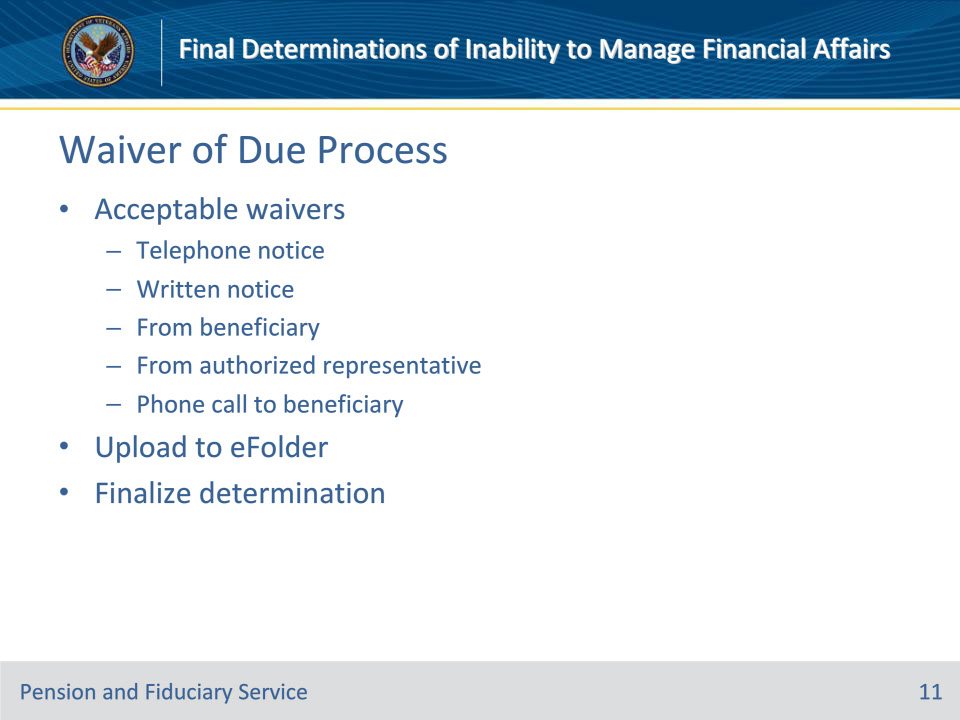 Final Determinations of Inability to Manage Financial Affairs
Waiver of Due Process
• Acceptable waivers
– Telephone notice
– Written notice
– From beneficiary
– From authorized representative
– Phone call to beneficiary
• Upload to eFolder
• Finalize determination
Pension and Fiduciary Service
11